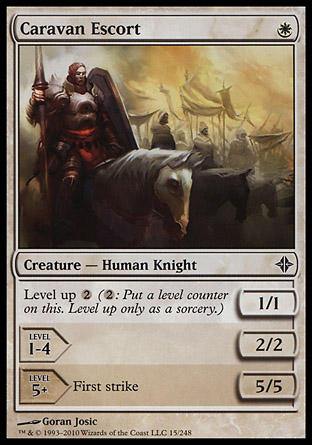 Caravan Escort
Creature — Human Knight
Level up 2 (2: Put a level counter
on this. Level up only as a sorcery.)
1/1
LEVEL
1-4
2/2
LEVEL
5+
First strike
5/5
Goran Josic
™ & © 1993–2010 Wizards of the Coast LLC 15/248